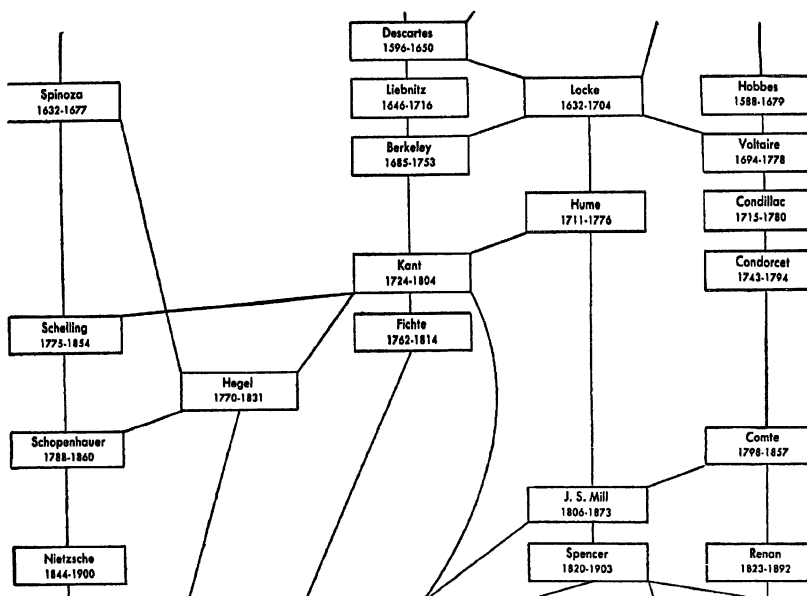 Descartes
1596-1650
Spinoza
1632-1677
Liebnitz
1646-1716
Locke
1632-1704
Hobbes
1588-1679
Berkeley
1685-1753
Voltaire
1694-1778
Hume
1711-1776
Condillac
1715-1780
Kant
1724-1804
Condorcet
1743-1794
Schelling
1775-1854
Fichte
1762-1814
Hegel
1770-1831
Schopenhauer
1788-1860
Comte
1798-1857
J. S. Mill
1806-1873
Nietzsche
1844-1900
Spencer
1820-1903
Renan
1823-1892